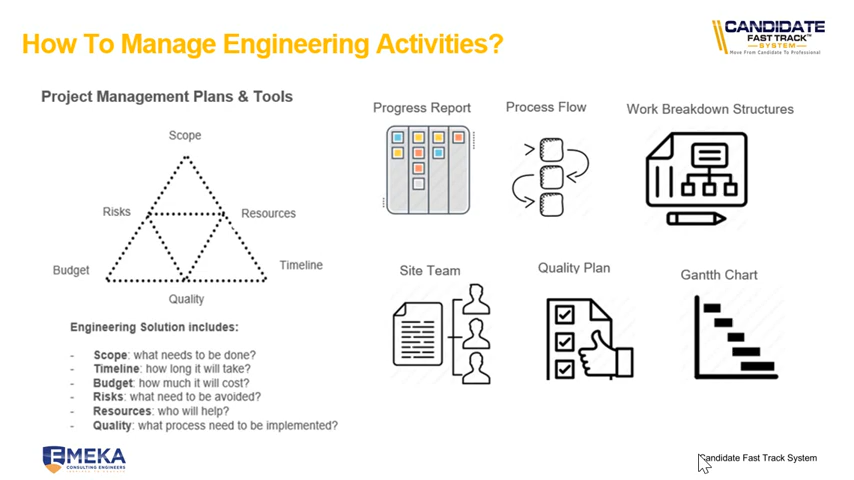 How To Manage Engineering Activities?
CANDIDATE
FAST TRACK™
SYSTEM
Move From Candidate To Professional
Project Management Plans & Tools
Scope
Risks
Resources
Budget
Timeline
Quality
Engineering Solution includes:
- Scope: what needs to be done?
- Timeline: how long it will take?
- Budget: how much it will cost?
- Risks: what need to be avoided?
- Resources: who will help?
- Quality: what process need to be implemented?
Progress Report
Process Flow
Work Breakdown Structures
Site Team
Quality Plan
Gantth Chart
EMEKA
CONSULTING ENGINEERS
Candidate Fast Track System